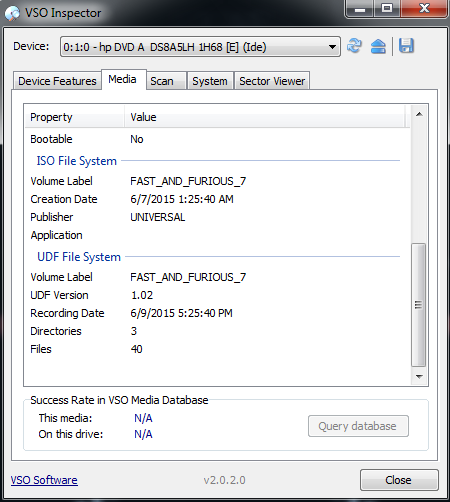 VSO Inspector
Device: 0:1:0 - hp DVD A DS8A5LH 1H68 [E] (Ide)
Device Features Media Scan System Sector Viewer
Property Value
Bootable No
ISO File System
Volume Label FAST_AND_FURIOUS_7
Creation Date 6/7/2015 1:25:40 AM
Publisher UNIVERSAL
Application
UDF File System
Volume Label FAST_AND_FURIOUS_7
UDF Version 1.02
Recording Date 6/9/2015 5:25:40 PM
Directories 3
Files 40
Success Rate in VSO Media Database
This media: N/A
On this drive: N/A
Query database
VSO Software v2.0.2.0 Close